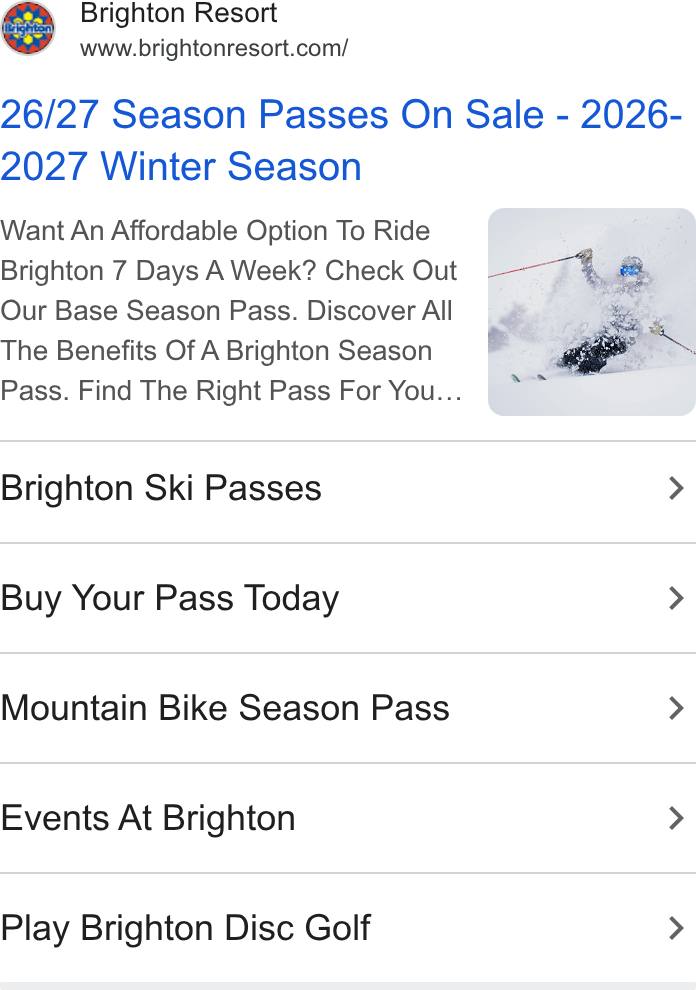 Brighton
Brighton Resort
www.brightonresort.com/
26/27 Season Passes On Sale - 2026-
2027 Winter Season
Want An Affordable Option To Ride
Brighton 7 Days A Week? Check Out
Our Base Season Pass. Discover All
The Benefits Of A Brighton Season
Pass. Find The Right Pass For You…
Brighton Ski Passes
Buy Your Pass Today
Mountain Bike Season Pass
Events At Brighton
Play Brighton Disc Golf